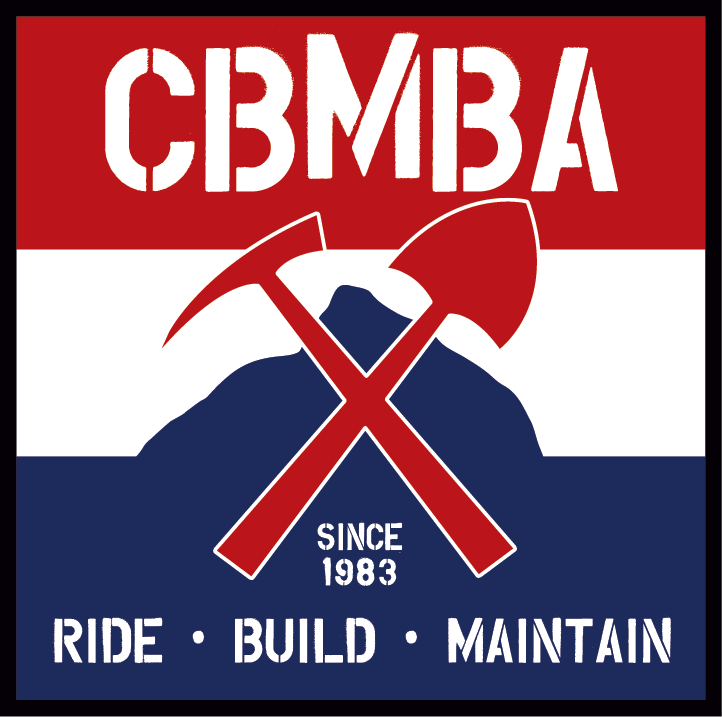 CBMBA
SINCE
1983
RIDE · BUILD · MAINTAIN